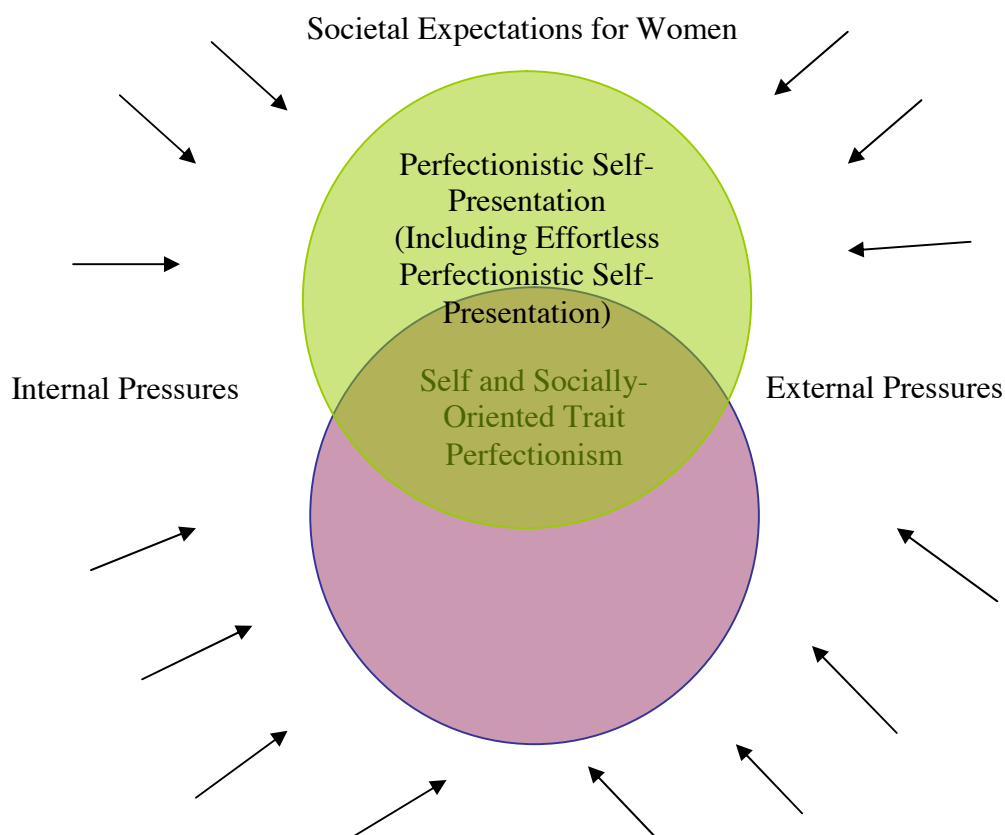 Societal Expectations for Women
Perfectionistic Self-
Presentation
(Including Effortless
Perfectionistic Self-
Presentation)
Internal Pressures
Self and Socially-
Oriented Trait
Perfectionism
External Pressures